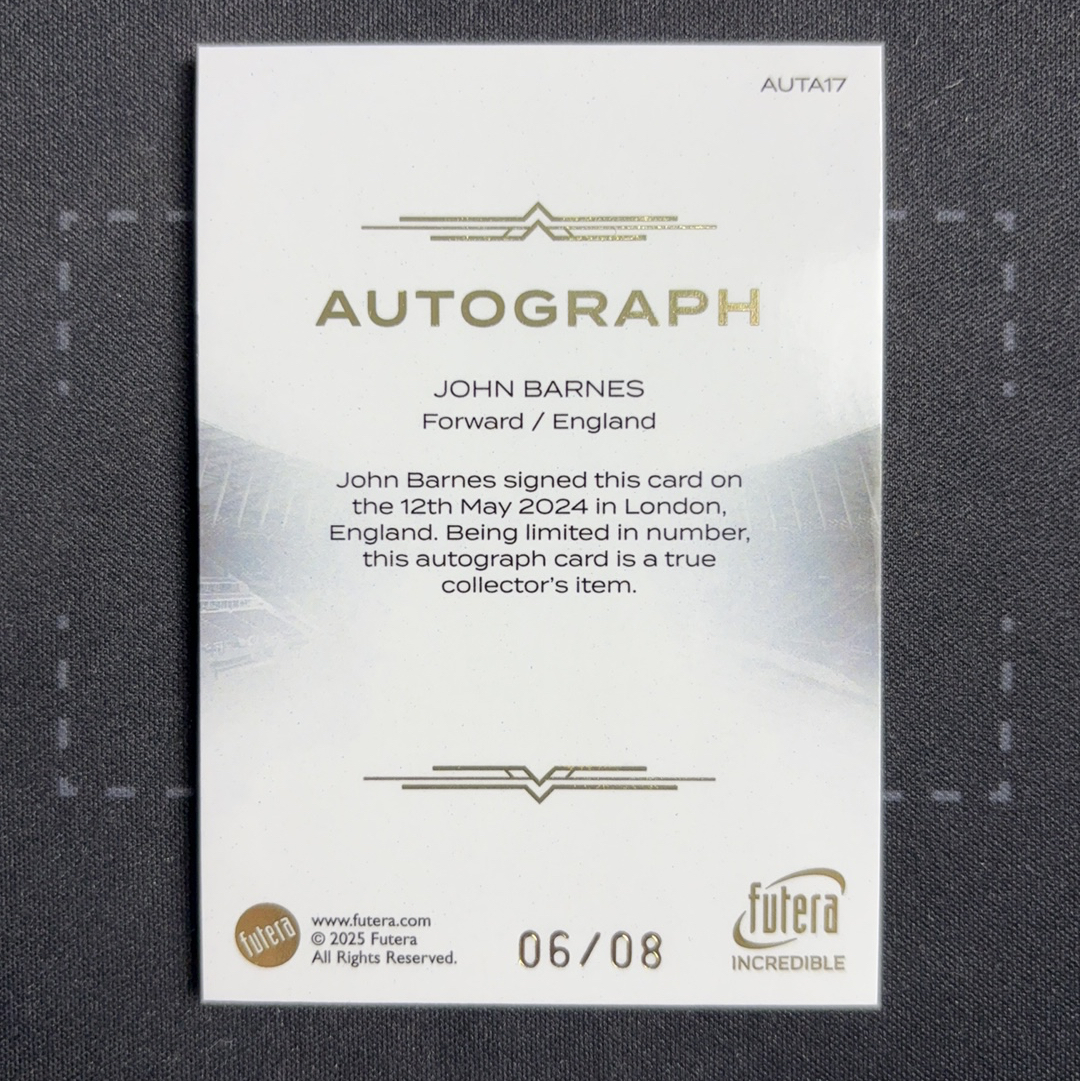 AUTA17
AUTOGRAPH
JOHN BARNES
Forward / England
John Barnes signed this card on
the 12th May 2024 in London,
England. Being limited in number,
this autograph card is a true
collector's item.
futera
www.futera.com
© 2025 Futera
All Rights Reserved.
06/08
futera
INCREDIBLE